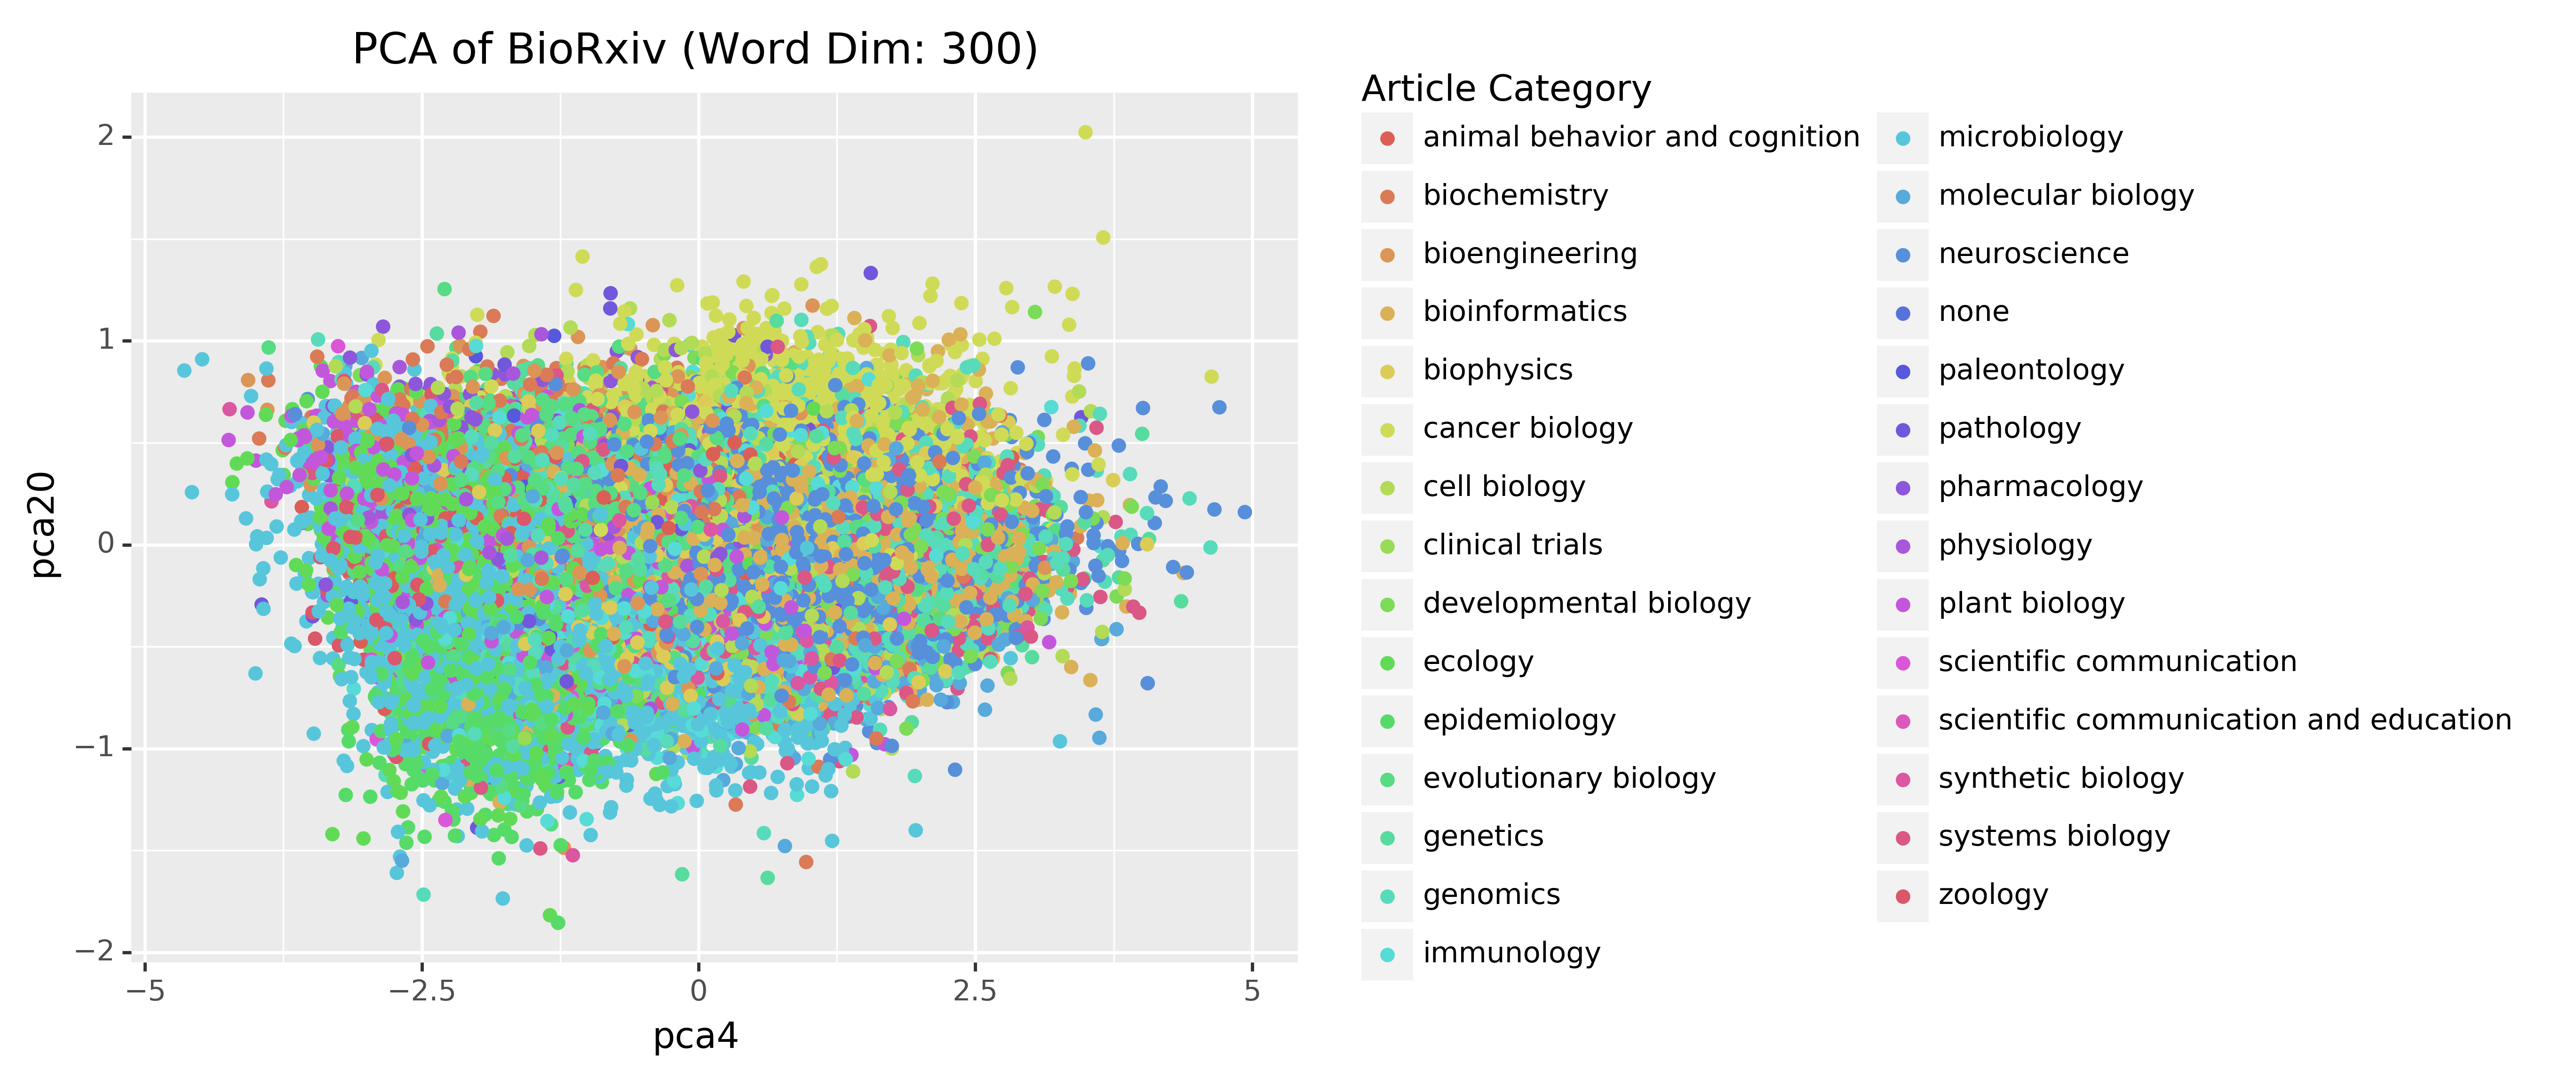 PCA of BioRxiv (Word Dim: 300)
pca20
2
1
0
−1
−2
−5
−2.5
0
2.5
5
pca4
Article Category
animal behavior and cognition
biochemistry
bioengineering
bioinformatics
biophysics
cancer biology
cell biology
clinical trials
developmental biology
ecology
epidemiology
evolutionary biology
genetics
genomics
immunology
microbiology
molecular biology
neuroscience
none
paleontology
pathology
pharmacology
physiology
plant biology
scientific communication
scientific communication and education
synthetic biology
systems biology
zoology